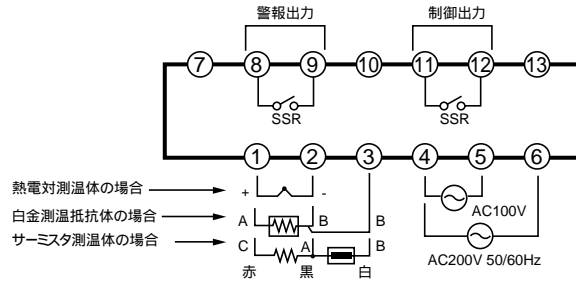 警報出力 制御出力
7 8 9 10 11 12 13
SSR SSR
1 2 3 4 5 6
熱電対測温体の場合 + -
白金測温抵抗体の場合 A B B AC100V
サーミスタ測温体の場合 C A B
赤 黒 白 AC200V 50/60Hz